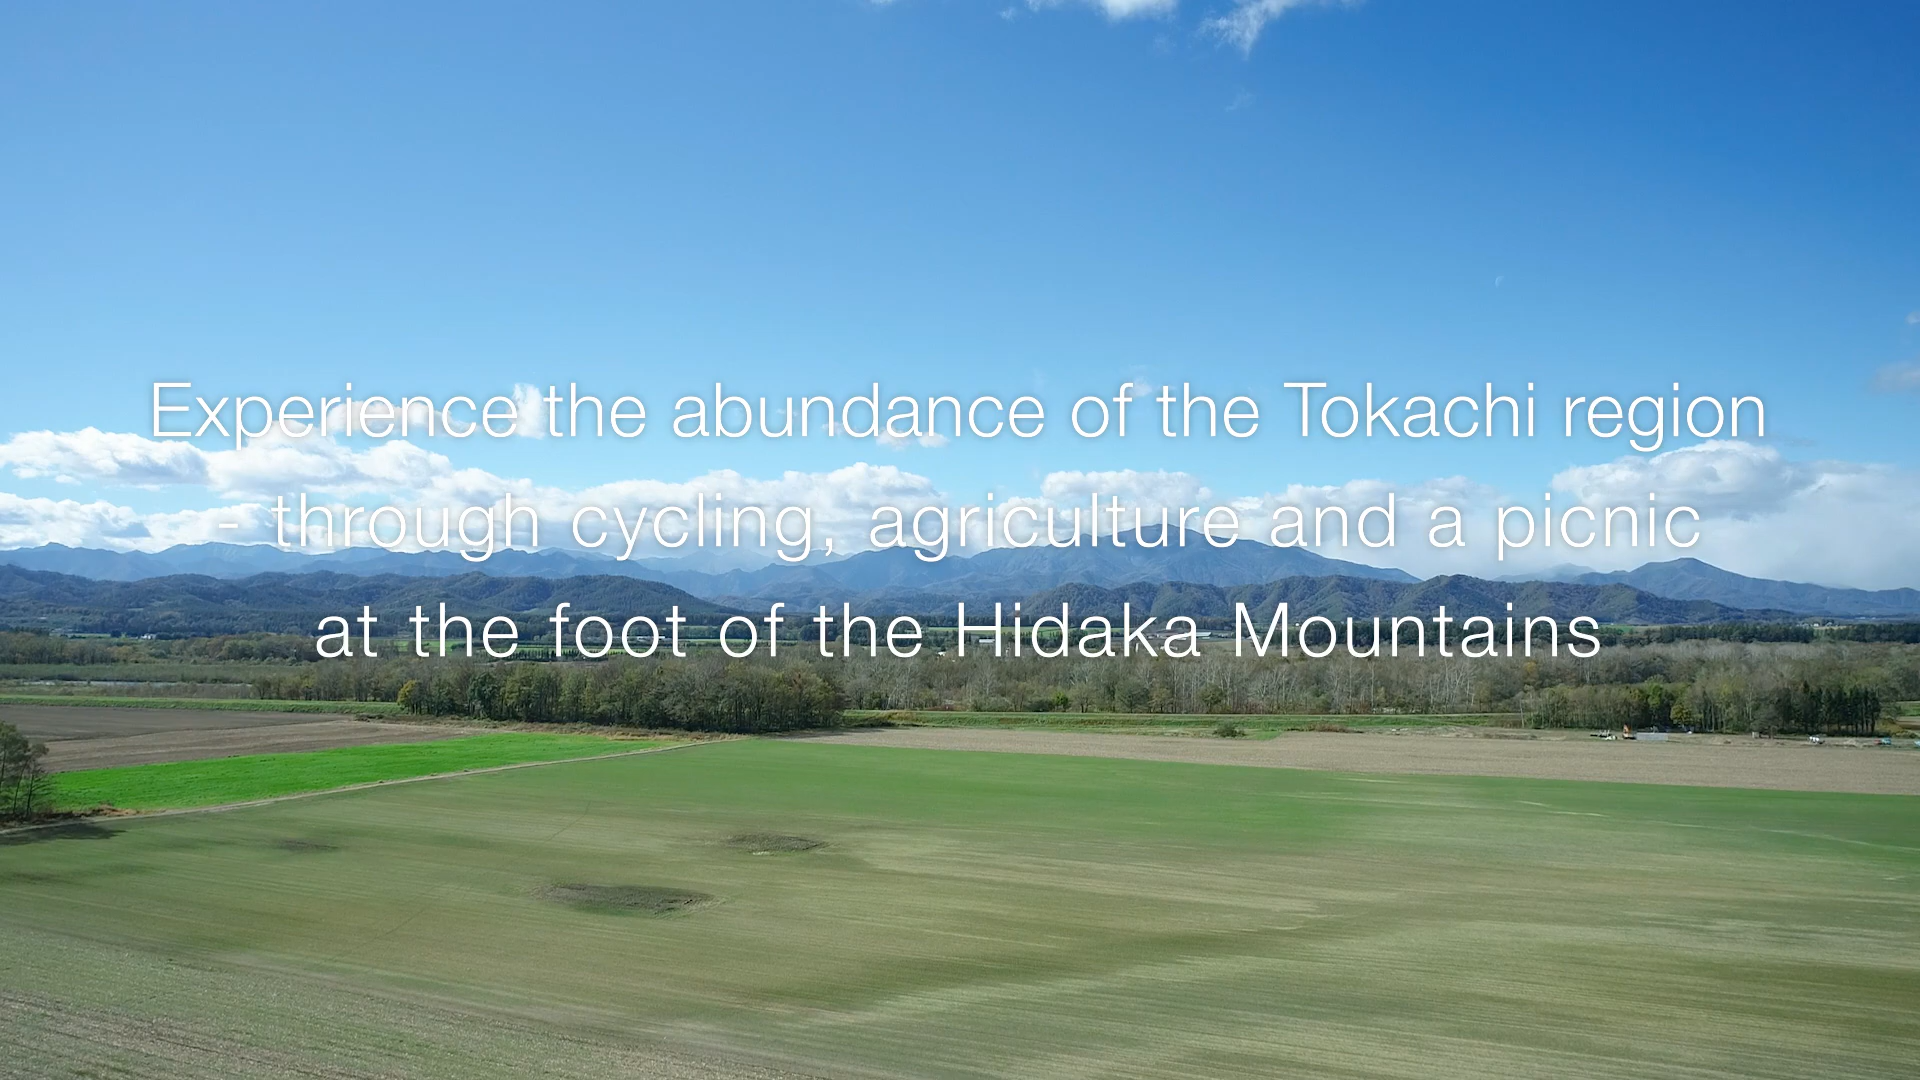 Experience the abundance of the Tokachi region
- through cycling, agriculture and a picnic
at the foot of the Hidaka Mountains